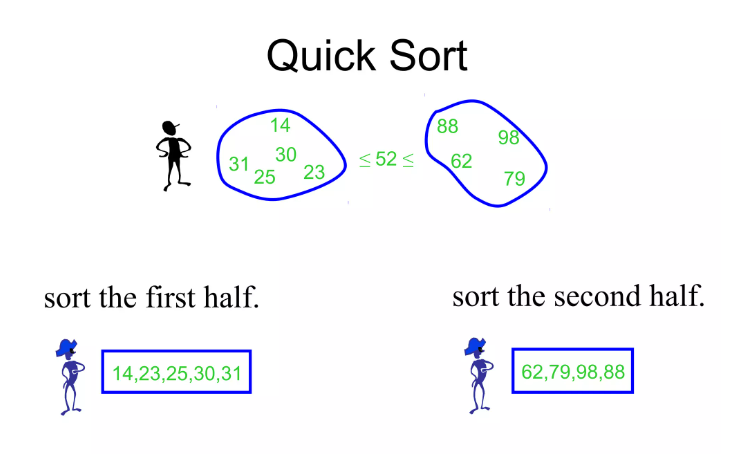 Quick Sort
14
88
98
31
30
25
23
≤ 52 ≤
62
79
sort the first half.
sort the second half.
14,23,25,30,31
62,79,98,88